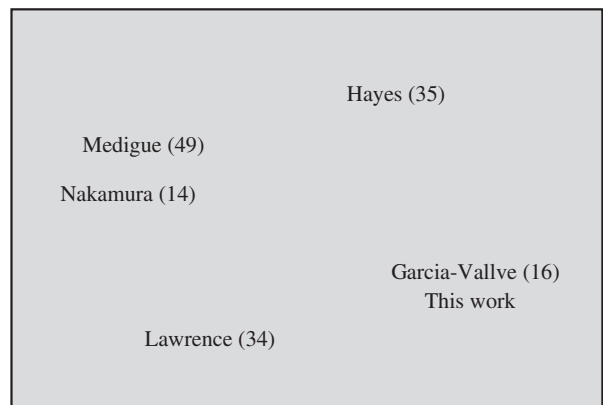 Hayes (35)
Medigue (49)
Nakamura (14)
Garcia-Vallve (16)
This work
Lawrence (34)